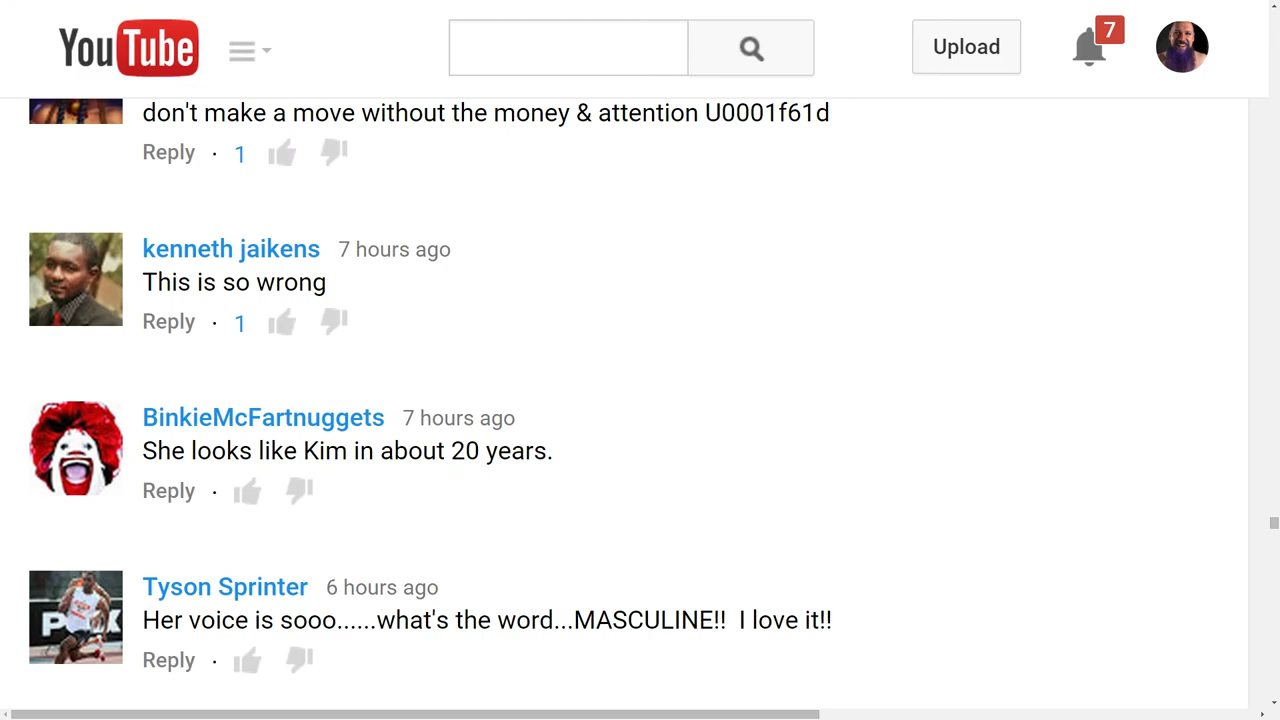 YouTube
Upload
7
don't make a move without the money & attention U0001f61d
Reply · 1
kenneth jaikens 7 hours ago
This is so wrong
Reply · 1
BinkieMcFartnuggets 7 hours ago
She looks like Kim in about 20 years.
Reply ·
Tyson Sprinter 6 hours ago
Her voice is sooo......what's the word...MASCULINE!!  I love it!!
Reply ·